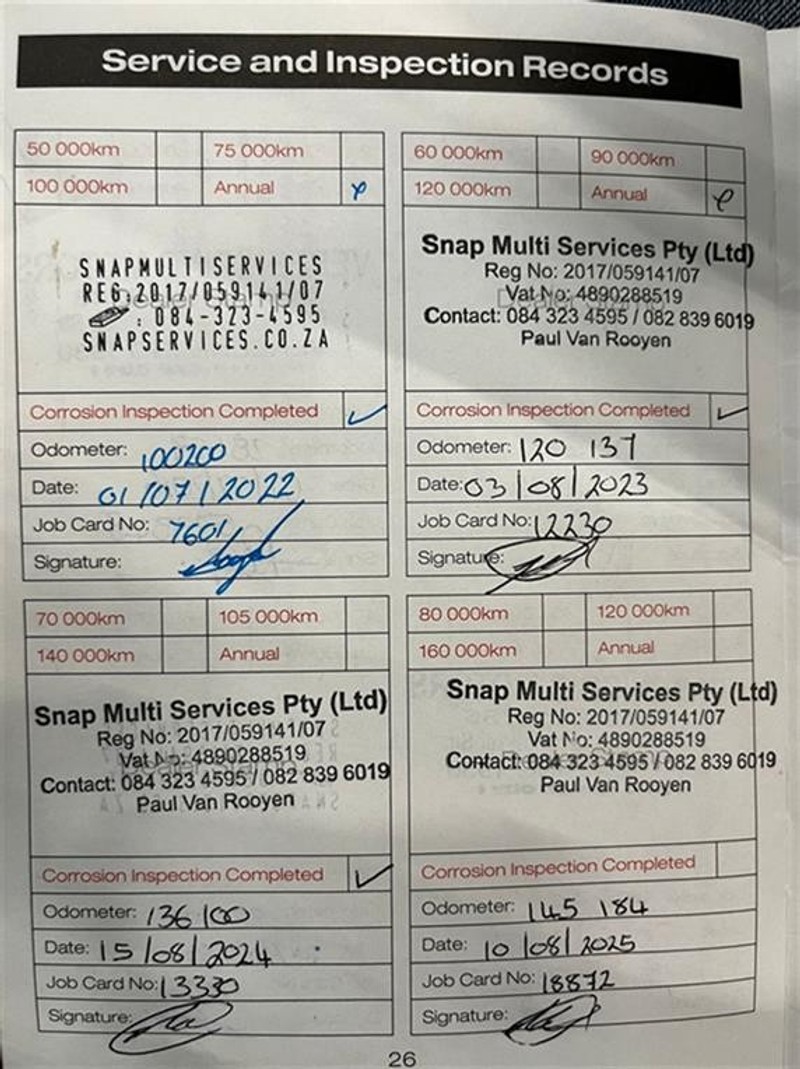 Service and Inspection Records
50 000km 75 000km
100 000km Annual
SNAPMULTISERVICES
REG:2017/059141/07
: 084-323-4595
SNAPSERVICES.CO.ZA
Corrosion Inspection Completed ✓
Odometer: 100200
Date: 01/07/2022
Job Card No: 7601
Signature:
60 000km 90 000km
120 000km Annual
Snap Multi Services Pty (Ltd)
Reg No: 2017/059141/07
Vat No: 4890288519
Contact: 084 323 4595 / 082 839 6019
Paul Van Rooyen
Corrosion Inspection Completed ✓
Odometer: 120 137
Date: 03/08/2023
Job Card No: 12230
Signature:
70 000km 105 000km
140 000km Annual
Snap Multi Services Pty (Ltd)
Reg No: 2017/059141/07
Vat No: 4890288519
Contact: 084 323 4595 / 082 839 6019
Paul Van Rooyen
Corrosion Inspection Completed ✓
Odometer: 136 100
Date: 15/08/2024
Job Card No: 13330
Signature:
80 000km 120 000km
160 000km Annual
Snap Multi Services Pty (Ltd)
Reg No: 2017/059141/07
Vat No: 4890288519
Contact: 084 323 4595 / 082 839 6019
Paul Van Rooyen
Corrosion Inspection Completed
Odometer: 145 184
Date: 10/08/2025
Job Card No: 18872
Signature:
26